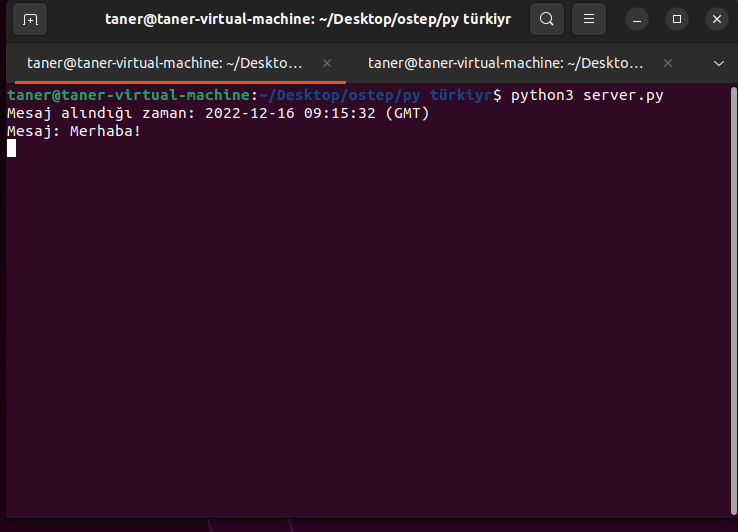 taner@taner-virtual-machine: ~/Desktop/ostep/py türkiyr
taner@taner-virtual-machine: ~/Deskto... taner@taner-virtual-machine: ~/Deskto...
taner@taner-virtual-machine:~/Desktop/ostep/py türkiyr$ python3 server.py
Mesaj alındığı zaman: 2022-12-16 09:15:32 (GMT)
Mesaj: Merhaba!